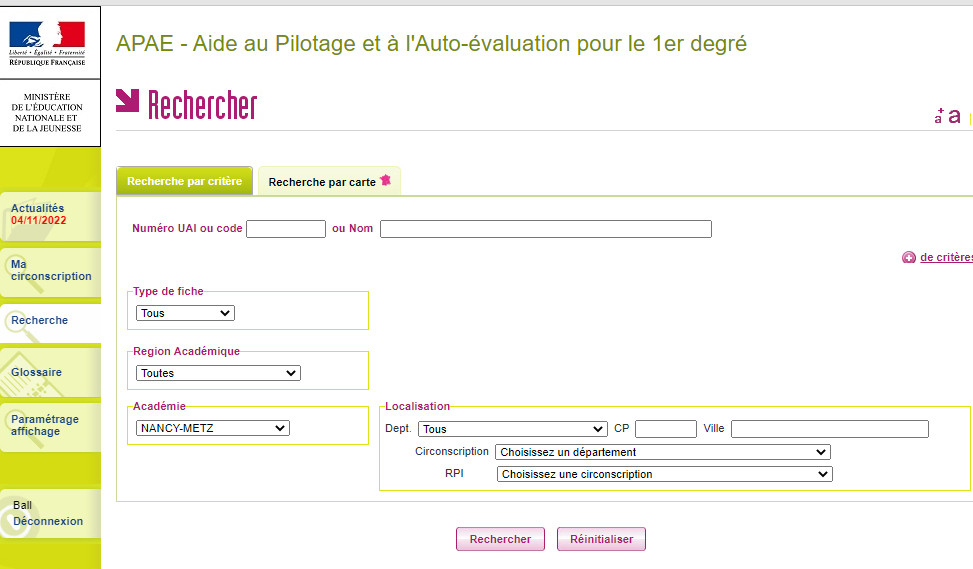 Liberté • Égalité • Fraternité
RÉPUBLIQUE FRANÇAISE
MINISTÈRE
DE L'ÉDUCATION
NATIONALE ET
DE LA JEUNESSE
Actualités
04/11/2022
Ma
circonscription
Recherche
Glossaire
Paramétrage
affichage
Ball
Déconnexion
APAE - Aide au Pilotage et à l'Auto-évaluation pour le 1er degré
Rechercher
a+ a
Recherche par critère Recherche par carte
Numéro UAI ou code ou Nom
de critères
Type de fiche
Tous
Region Académique
Toutes
Académie
NANCY-METZ
Localisation
Dept. Tous CP Ville
Circonscription Choisissez un département
RPI Choisissez une circonscription
Rechercher Réinitialiser